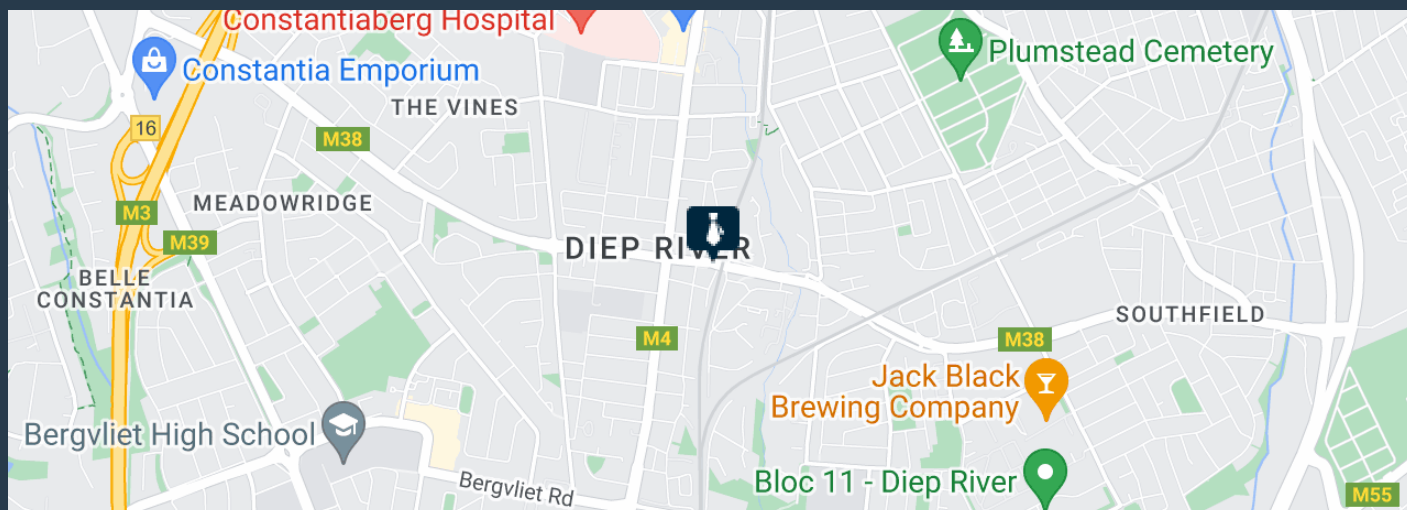 Constantiaberg Hospital
Constantia Emporium
Plumstead Cemetery
THE VINES
16
M38
MEADOWRIDGE
M3
M39
DIEP RIVER
BELLE
CONSTANTIA
SOUTHFIELD
M4
M38
Jack Black
Brewing Company
Bergvliet High School
Bergvliet Rd
Bloc 11 - Diep River
M55